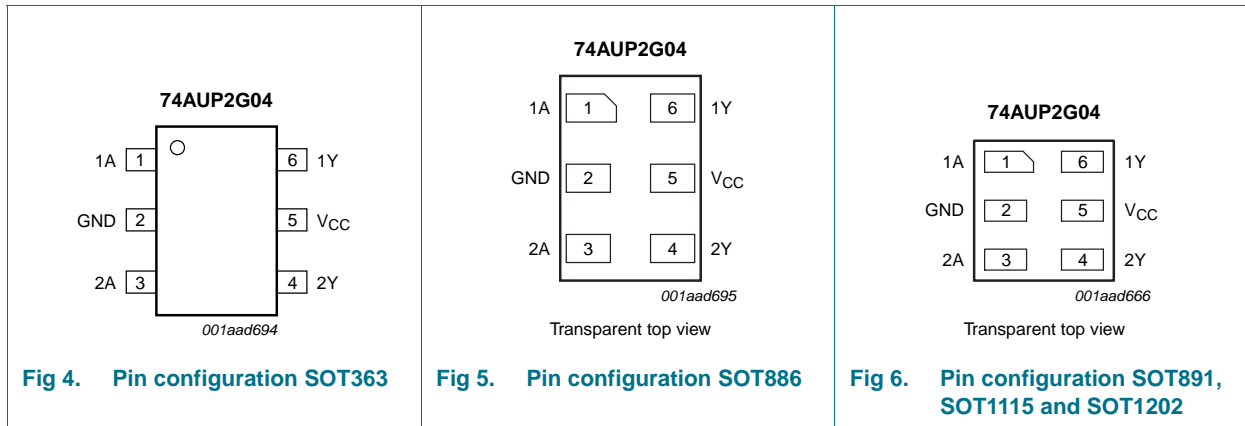 74AUP2G04
1A 1 6 1Y
GND 2 5 VCC
2A 3 4 2Y
001aad694
Fig 4. Pin configuration SOT363
74AUP2G04
1A 1 6 1Y
GND 2 5 VCC
2A 3 4 2Y
001aad695
Transparent top view
Fig 5. Pin configuration SOT886
74AUP2G04
1A 1 6 1Y
GND 2 5 VCC
2A 3 4 2Y
001aad666
Transparent top view
Fig 6. Pin configuration SOT891,
SOT1115 and SOT1202